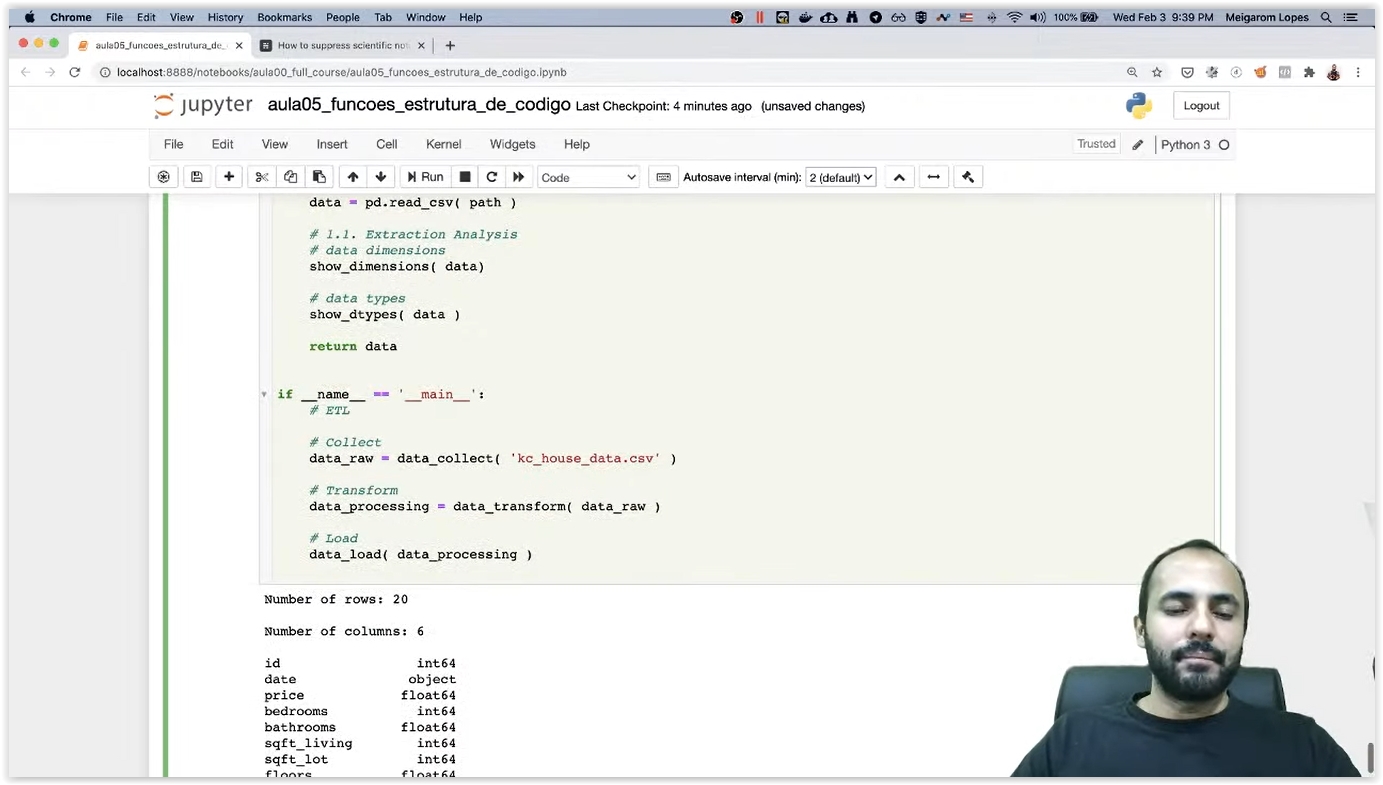 Chrome File Edit View History Bookmarks People Tab Window Help 100% Wed Feb 3 9:39 PM Meigarom Lopes
aula05_funcoes_estrutura_de_ How to suppress scientific not
localhost:8888/notebooks/aula00_full_course/aula05_funcoes_estrutura_de_codigo.ipynb
jupyter aula05_funcoes_estrutura_de_codigo Last Checkpoint: 4 minutes ago (unsaved changes) Logout
File Edit View Insert Cell Kernel Widgets Help Trusted Python 3
Run Code Autosave interval (min): 2 (default)
data = pd.read_csv( path )
# 1.1. Extraction Analysis
# data dimensions
show_dimensions( data)
# data types
show_dtypes( data )
return data
if __name__ == '__main__':
# ETL
# Collect
data_raw = data_collect( 'kc_house_data.csv' )
# Transform
data_processing = data_transform( data_raw )
# Load
data_load( data_processing )
Number of rows: 20
Number of columns: 6
id int64
date object
price float64
bedrooms int64
bathrooms float64
sqft_living int64
sqft_lot int64
floors float64